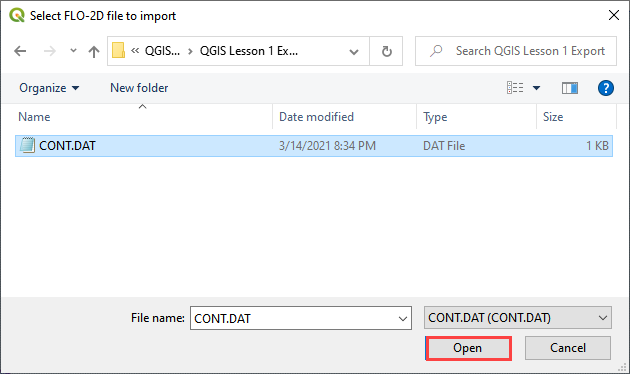 Select FLO-2D file to import
« QGIS... > QGIS Lesson 1 Ex... Search QGIS Lesson 1 Export
Organize New folder ?
Name Date modified Type Size
CONT.DAT 3/14/2021 8:34 PM DAT File 1 KB
File name: CONT.DAT CONT.DAT (CONT.DAT)
Open Cancel